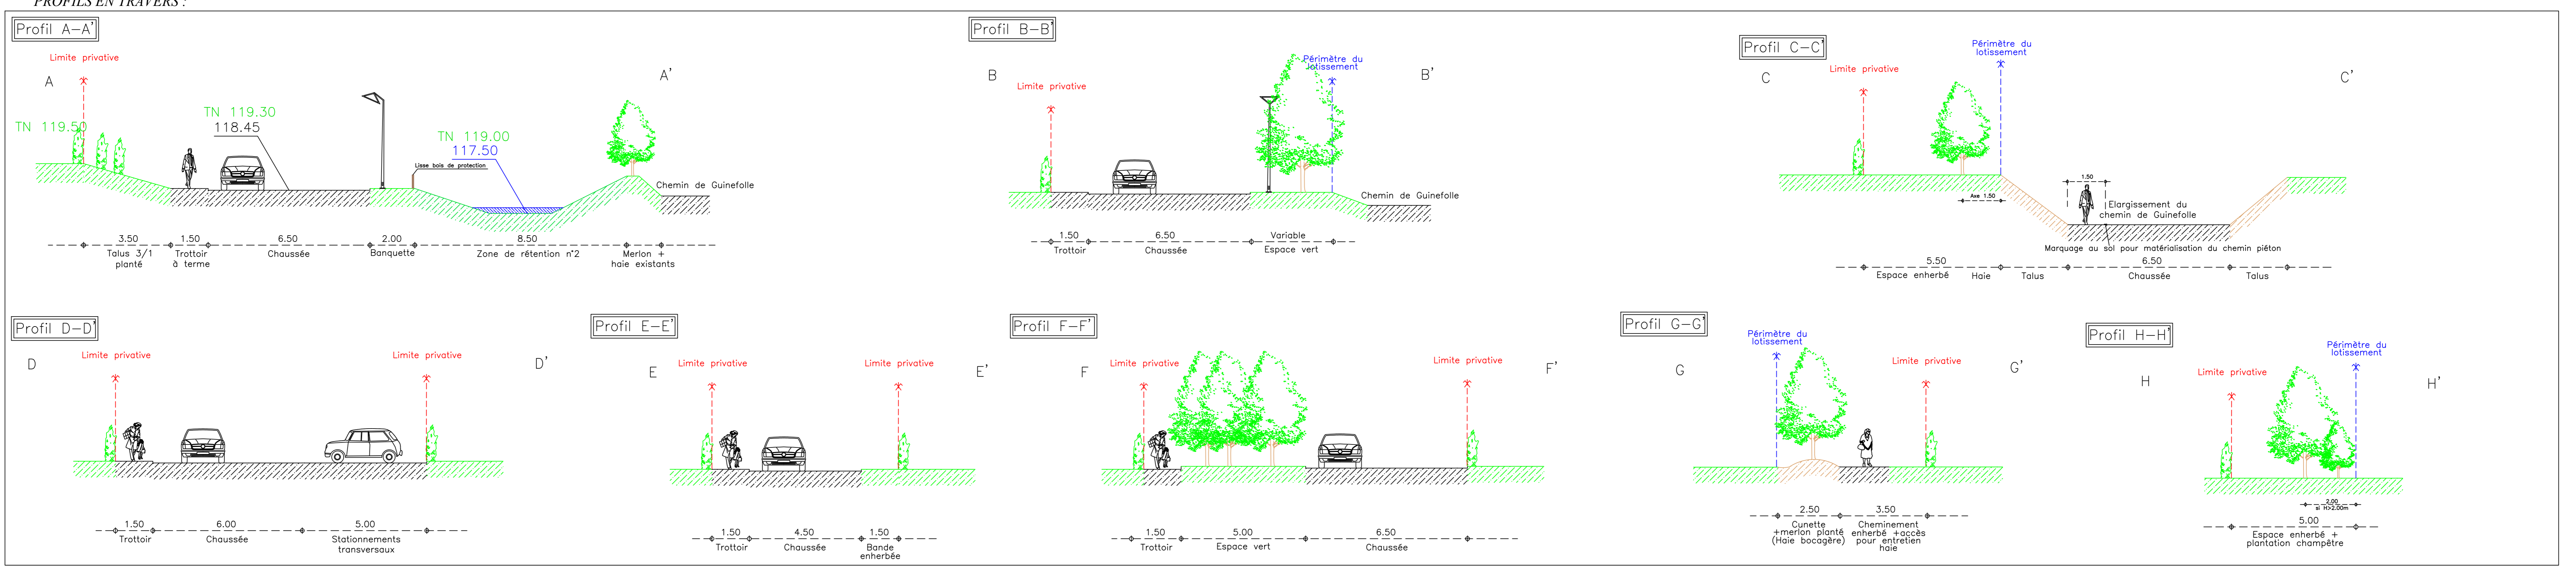 PROFILS EN TRAVERS :
Profil A-A'
Limite privative
A
A'
TN 119.50
TN 119.30
118.45
TN 119.00
117.50
Lisse bois de protection
Chemin de Guinefolle
3.50
1.50
6.50
2.00
8.50
Talus 3/1
planté
Trottoir
à terme
Chaussée
Banquette
Zone de rétention n°2
Merlon +
haie existants
Profil B-B'
B
Limite privative
Périmètre du
lotissement
B'
Chemin de Guinefolle
1.50
6.50
Variable
Trottoir
Chaussée
Espace vert
Profil C-C'
C
Limite privative
Périmètre du
lotissement
C'
1.50
Axe 1.50
Elargissement du
chemin de Guinefolle
Marquage au sol pour matérialisation du chemin piéton
5.50
6.50
Espace enherbé
Haie
Talus
Chaussée
Talus
Profil D-D'
D
Limite privative
Limite privative
D'
1.50
6.00
5.00
Trottoir
Chaussée
Stationnements
transversaux
Profil E-E'
E
Limite privative
Limite privative
E'
1.50
4.50
1.50
Trottoir
Chaussée
Bande
enherbée
Profil F-F'
F
Limite privative
Limite privative
F'
1.50
5.00
6.50
Trottoir
Espace vert
Chaussée
Profil G-G'
G
Périmètre du
lotissement
Limite privative
G'
2.50
3.50
Cunette
+merlon planté
(Haie bocagère)
Cheminement
enherbé +accès
pour entretien
haie
Profil H-H'
H
Limite privative
Périmètre du
lotissement
H'
2.00
si H>2.00m
5.00
Espace enherbé +
plantation champêtre